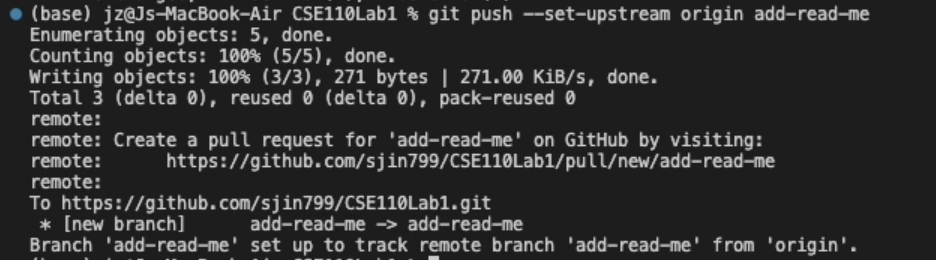 (base) jz@Js-MacBook-Air CSE110Lab1 % git push --set-upstream origin add-read-me
Enumerating objects: 5, done.
Counting objects: 100% (5/5), done.
Writing objects: 100% (3/3), 271 bytes | 271.00 KiB/s, done.
Total 3 (delta 0), reused 0 (delta 0), pack-reused 0
remote:
remote: Create a pull request for 'add-read-me' on GitHub by visiting:
remote:      https://github.com/sjin799/CSE110Lab1/pull/new/add-read-me
remote:
To https://github.com/sjin799/CSE110Lab1.git
 * [new branch]      add-read-me -> add-read-me
Branch 'add-read-me' set up to track remote branch 'add-read-me' from 'origin'.